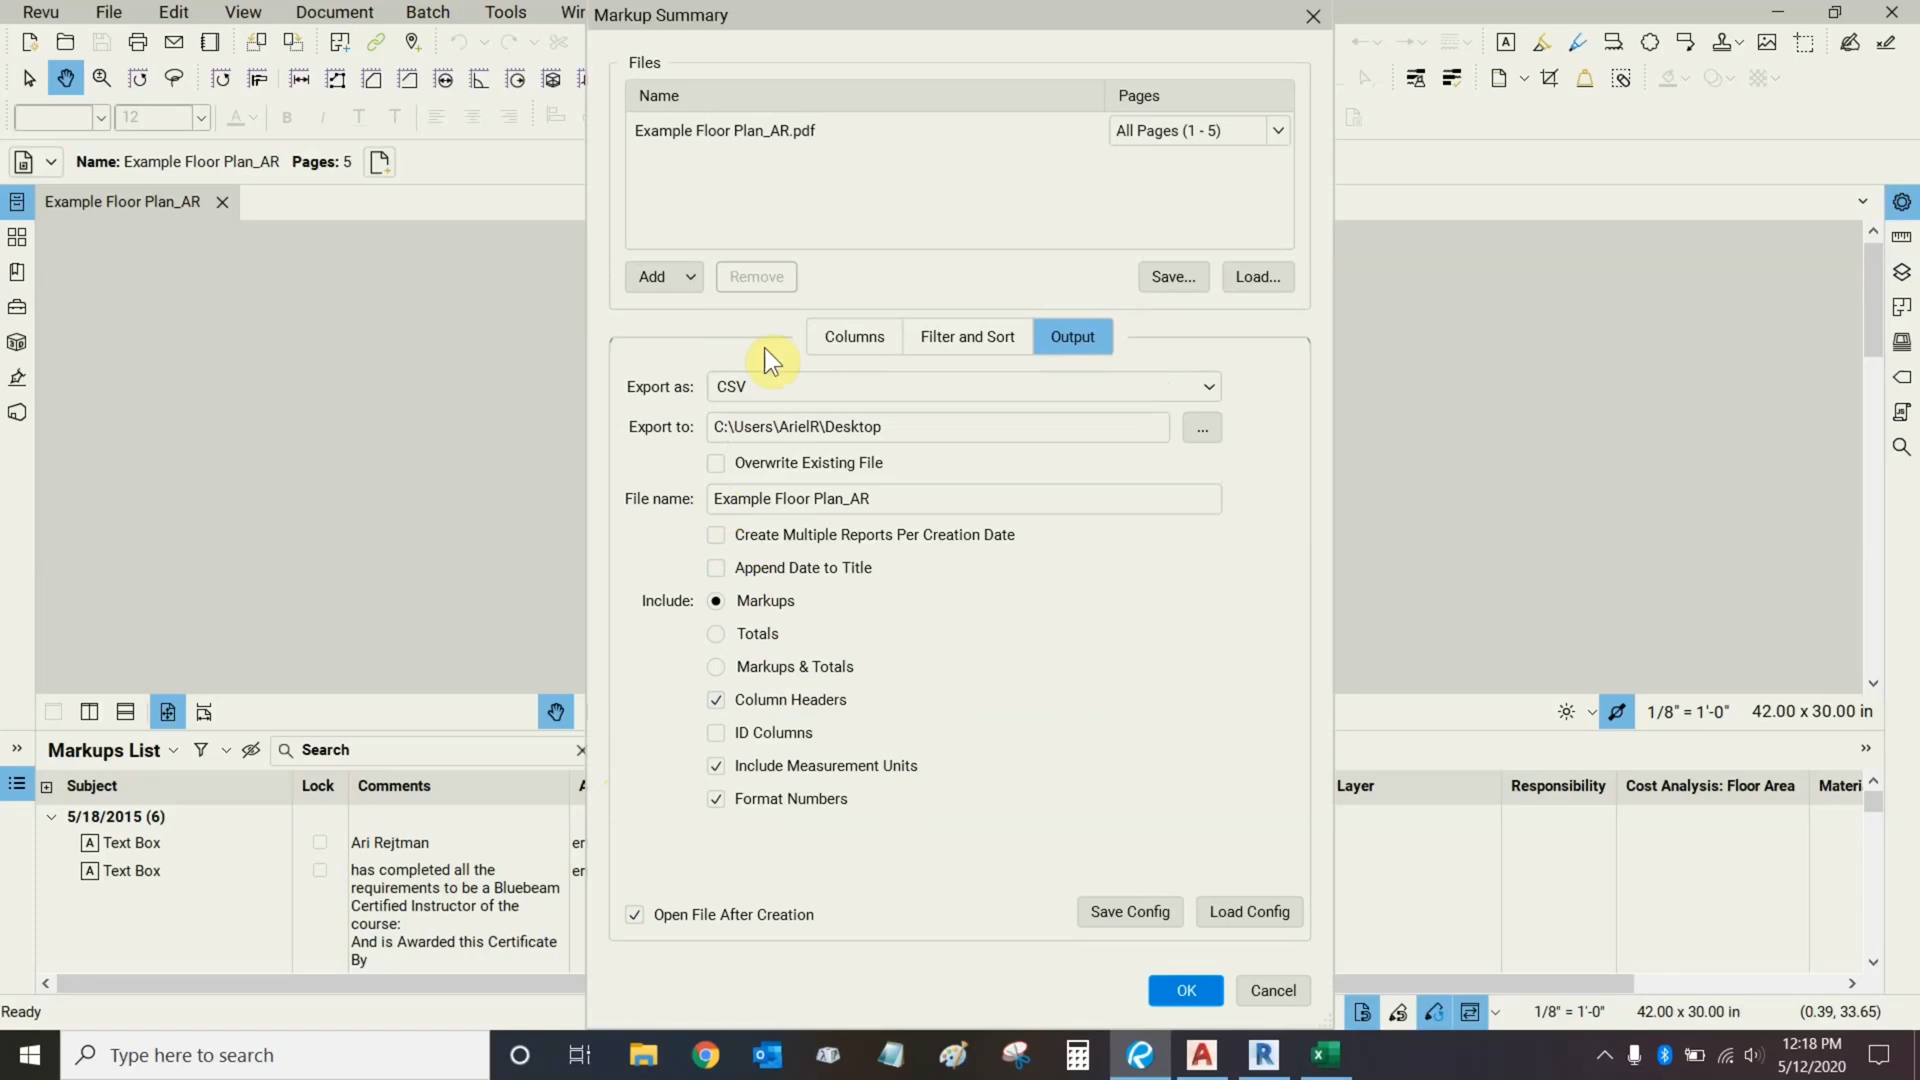 Revu File Edit View Document Batch Tools
Markup Summary
12
Name: Example Floor Plan_AR Pages: 5
Example Floor Plan_AR
Files
Name Pages
Example Floor Plan_AR.pdf All Pages (1 - 5)
Add Remove Save... Load...
Columns Filter and Sort Output
Export as: CSV
Export to: C:\Users\ArielR\Desktop ...
Overwrite Existing File
File name: Example Floor Plan_AR
Create Multiple Reports Per Creation Date
Append Date to Title
Include: Markups
Totals
Markups & Totals
Column Headers
ID Columns
Include Measurement Units
Format Numbers
Open File After Creation Save Config Load Config
OK Cancel
1/8" = 1'-0" 42.00 x 30.00 in
Markups List Search
Subject Lock Comments Layer Responsibility Cost Analysis: Floor Area
5/18/2015 (6)
A Text Box Ari Rejtman er
A Text Box has completed all the er
requirements to be a Bluebeam
Certified Instructor of the
course:
And is Awarded this Certificate
By
Ready 1/8" = 1'-0" 42.00 x 30.00 in (0.39, 33.65)
Type here to search 12:18 PM
5/12/2020